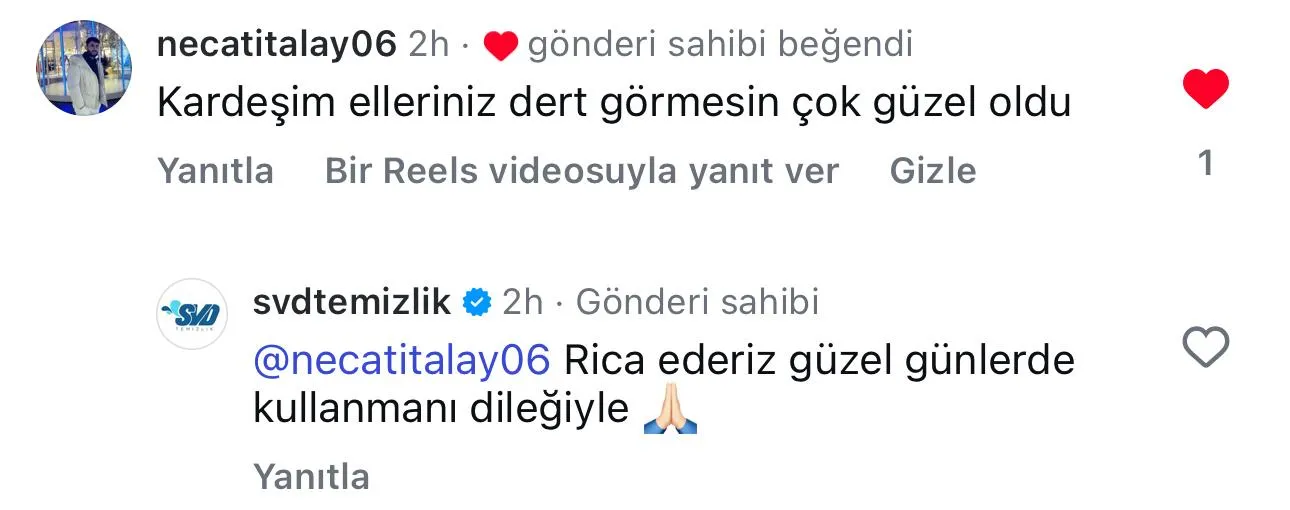 necatitalay06 2h · ❤️ gönderi sahibi beğendi
Kardeşim elleriniz dert görmesin çok güzel oldu
Yanıtla Bir Reels videosuyla yanıt ver Gizle
1
SVD
TEMİZLİK
svdtemizlik 2h · Gönderi sahibi
@necatitalay06 Rica ederiz güzel günlerde
kullanmanı dileğiyle 🙏🏻
Yanıtla